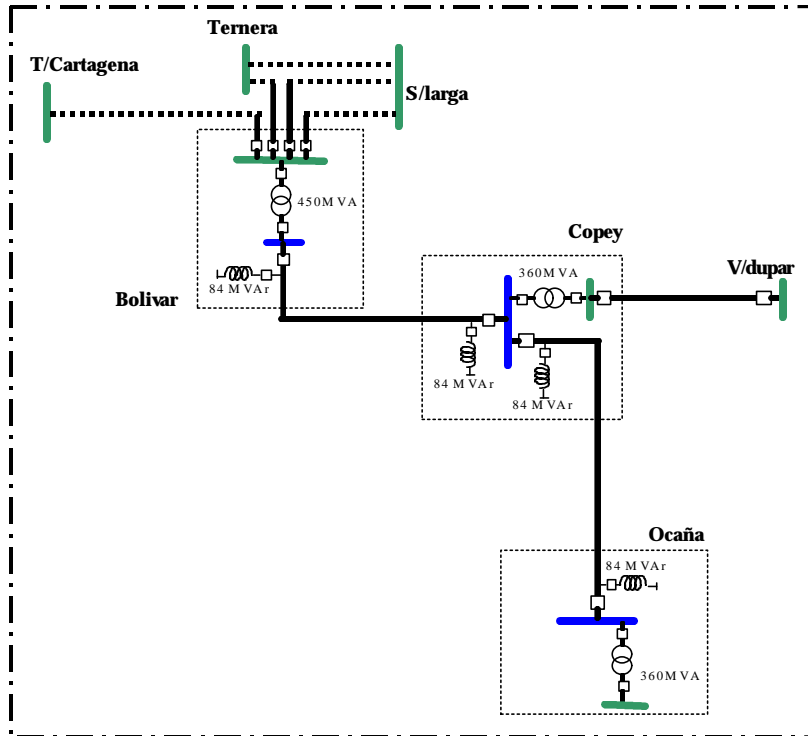 Ternera
T/Cartagena
S/larga
450MVA
Copey
360MVA
V/dupar
84 MVAr
Bolivar
84 MVAr
84 MVAr
Ocaña
84 MVAr
360MVA